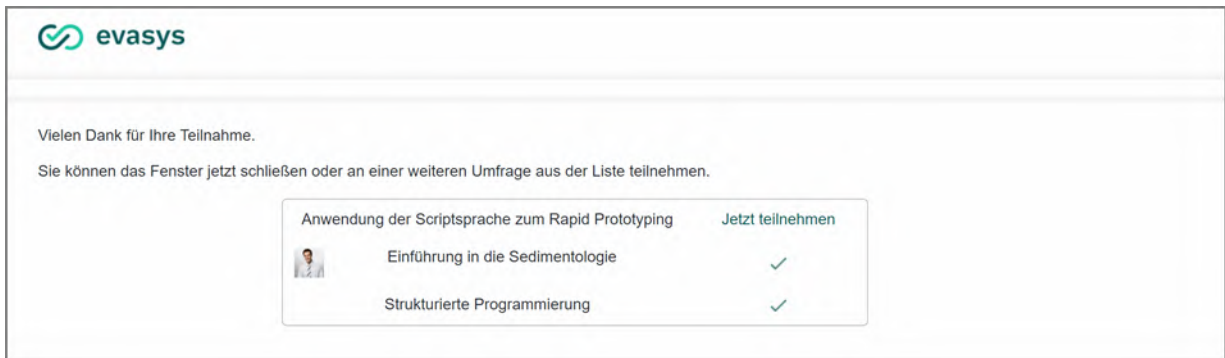 evasys
Vielen Dank für Ihre Teilnahme.
Sie können das Fenster jetzt schließen oder an einer weiteren Umfrage aus der Liste teilnehmen.
Anwendung der Scriptsprache zum Rapid Prototyping Jetzt teilnehmen
Einführung in die Sedimentologie
Strukturierte Programmierung